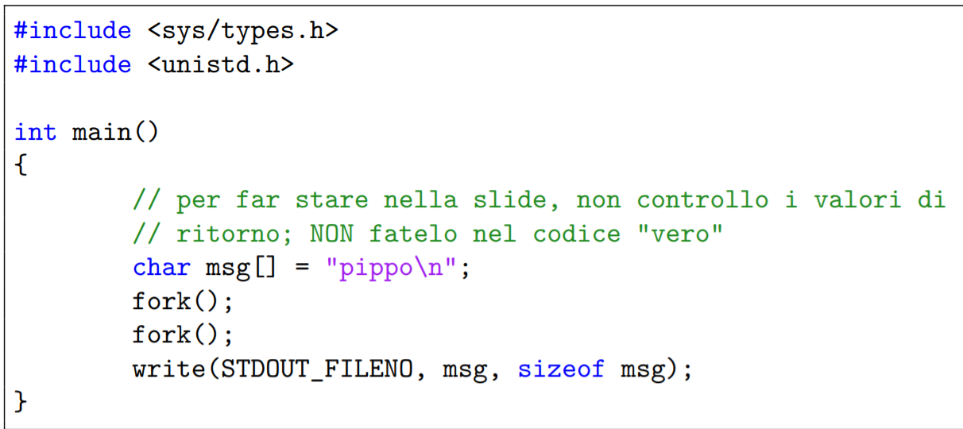 #include <sys/types.h>
#include <unistd.h>

int main()
{
        // per far stare nella slide, non controllo i valori di
        // ritorno; NON fatelo nel codice "vero"
        char msg[] = "pippo\n";
        fork();
        fork();
        write(STDOUT_FILENO, msg, sizeof msg);
}